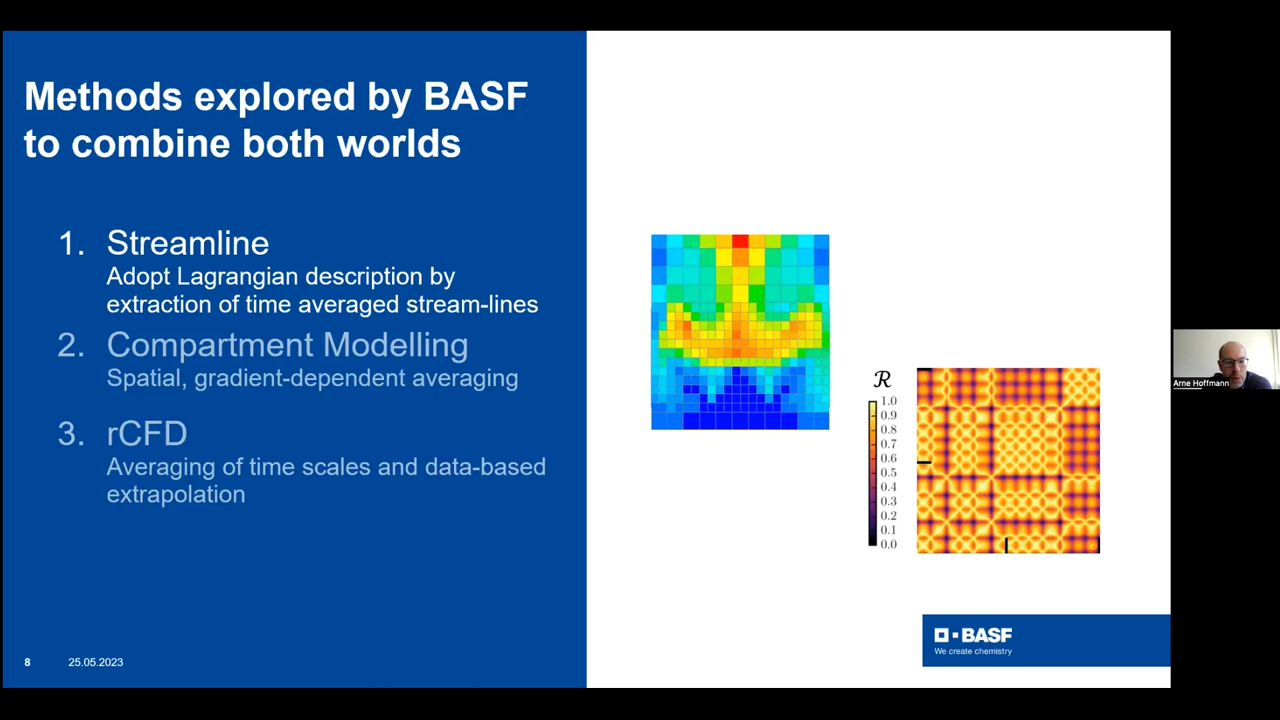 Methods explored by BASF
to combine both worlds
1. Streamline
Adopt Lagrangian description by
extraction of time averaged stream-lines
2. Compartment Modelling
Spatial, gradient-dependent averaging
3. rCFD
Averaging of time scales and data-based
extrapolation
ℛ
1.0
0.9
0.8
0.7
0.6
0.5
0.4
0.3
0.2
0.1
0.0
Arne Hoffmann
BASF
We create chemistry
8 25.05.2023